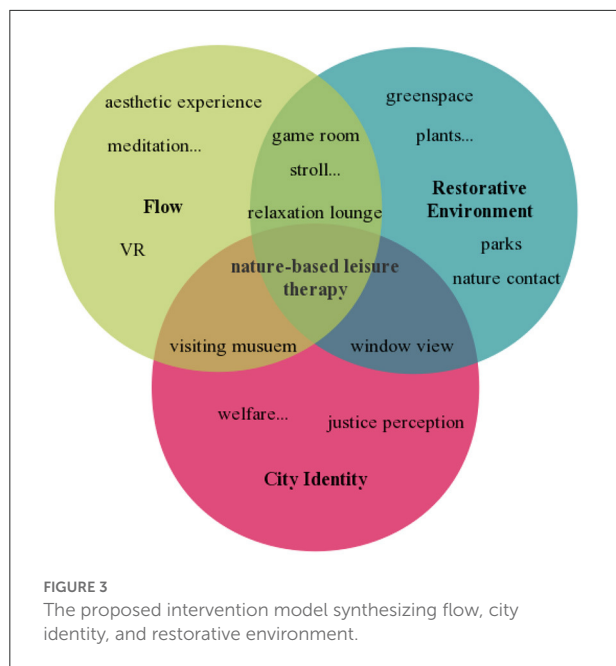 aesthetic experience
meditation...
Flow
VR
game room
stroll...
relaxation lounge
greenspace
plants...
Restorative
Environment
parks
nature contact
nature-based leisure
therapy
visiting musuem
window view
welfare...
justice perception
City Identity
FIGURE 3
The proposed intervention model synthesizing flow, city
identity, and restorative environment.